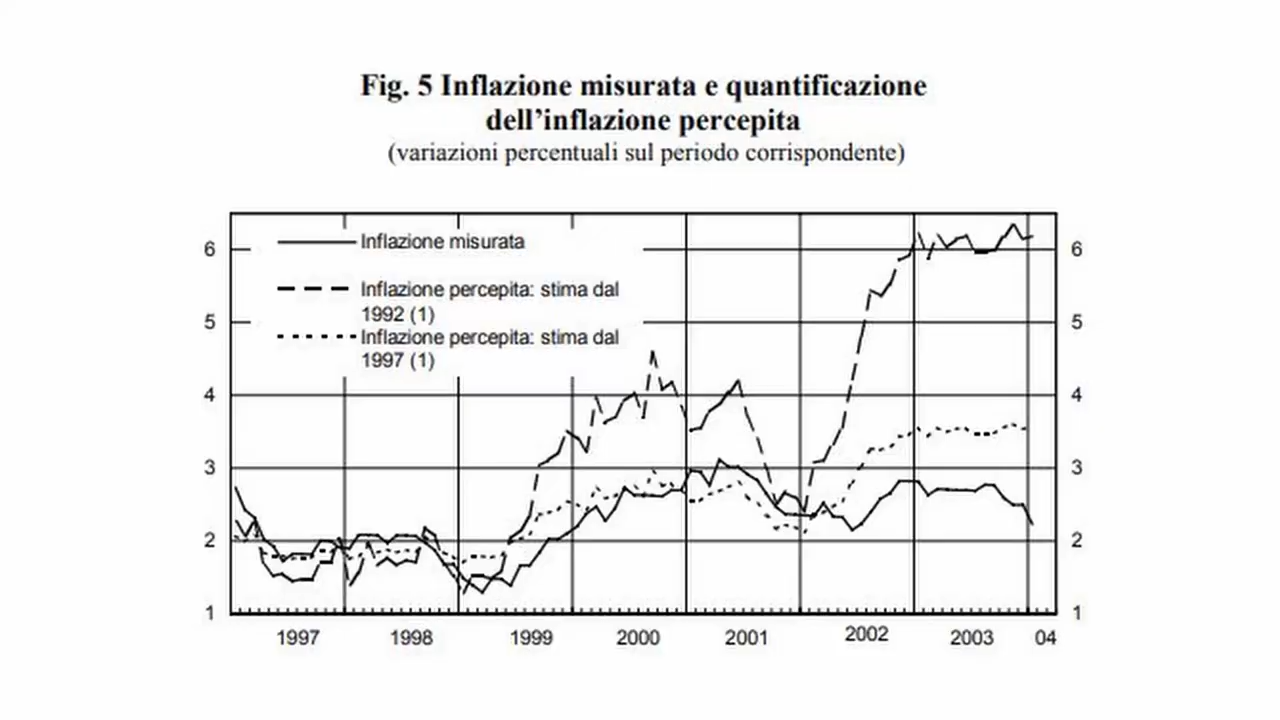 Fig. 5 Inflazione misurata e quantificazione
dell’inflazione percepita
(variazioni percentuali sul periodo corrispondente)
Inflazione misurata
6 6
Inflazione percepita: stima dal
1992 (1)
5 5
Inflazione percepita: stima dal
1997 (1)
4 4
3 3
2 2
1 1
1997 1998 1999 2000 2001 2002 2003 04